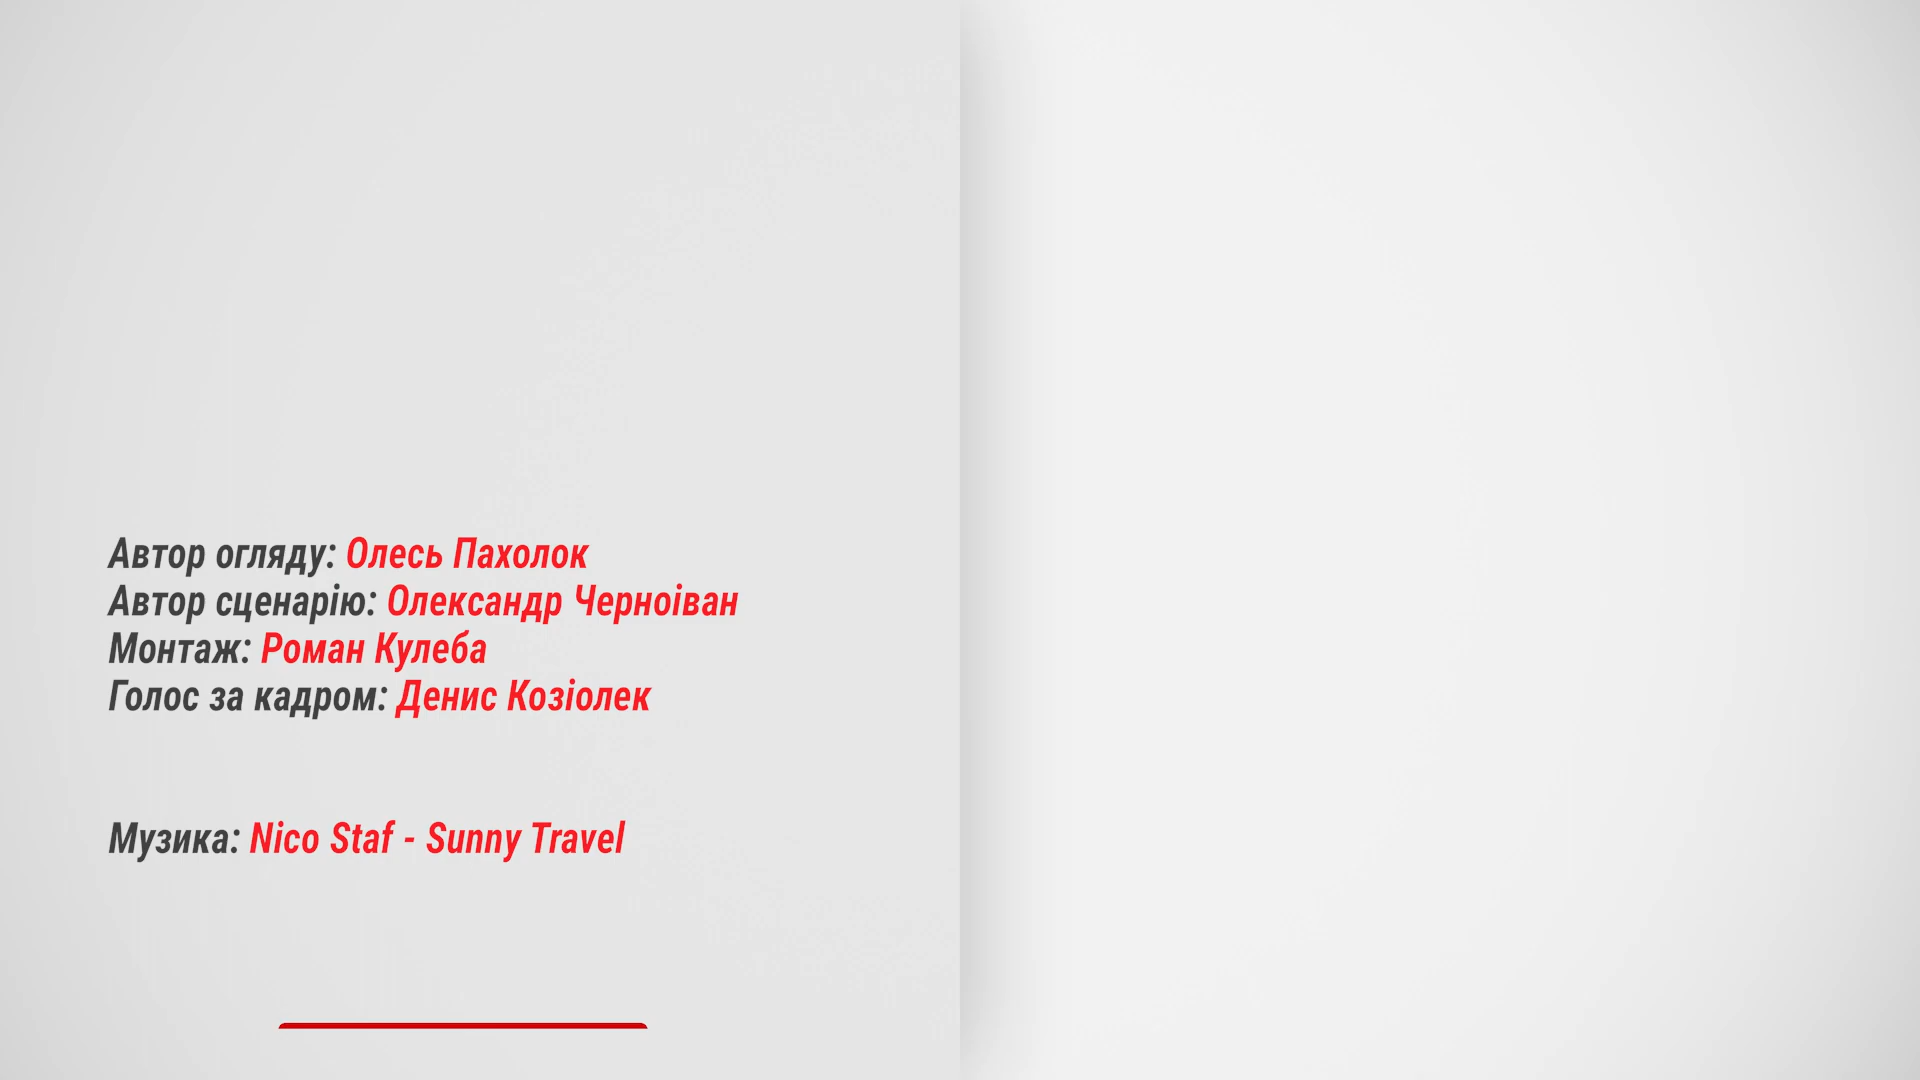 Автор огляду: Олесь Пахолок
Автор сценарію: Олександр Черноіван
Монтаж: Роман Кулеба
Голос за кадром: Денис Козіолек
Музика: Nico Staf - Sunny Travel